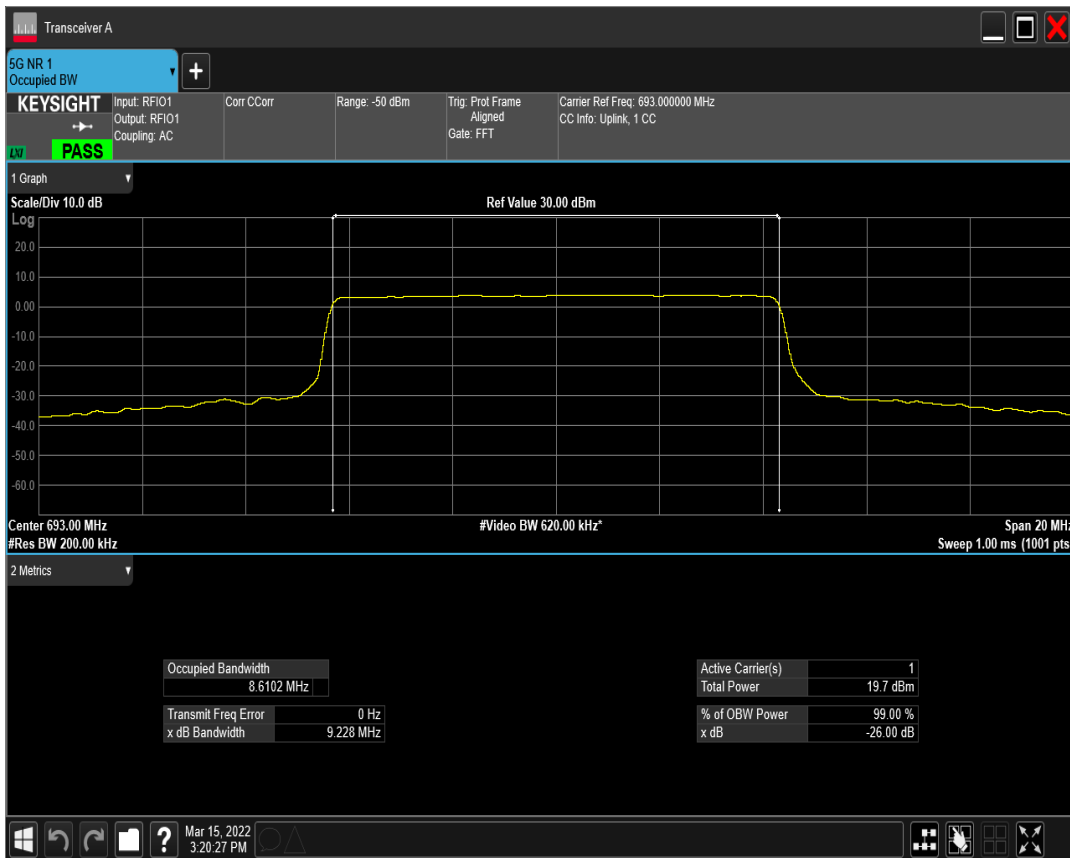 Transceiver A
5G NR 1
Occupied BW
+
KEYSIGHT
LXI
PASS
Input: RFIO1
Output: RFIO1
Coupling: AC
Corr CCorr
Range: -50 dBm
Trig: Prot Frame
Aligned
Gate: FFT
Carrier Ref Freq: 693.000000 MHz
CC Info: Uplink, 1 CC
1 Graph
Scale/Div 10.0 dB
Ref Value 30.00 dBm
Log
20.0
10.0
0.00
-10.0
-20.0
-30.0
-40.0
-50.0
-60.0
Center 693.00 MHz
#Video BW 620.00 kHz*
Span 20 MHz
#Res BW 200.00 kHz
Sweep 1.00 ms (1001 pts
2 Metrics
Occupied Bandwidth
8.6102 MHz
Transmit Freq Error 0 Hz
x dB Bandwidth 9.228 MHz
Active Carrier(s) 1
Total Power 19.7 dBm
% of OBW Power 99.00 %
x dB -26.00 dB
?
Mar 15, 2022
3:20:27 PM